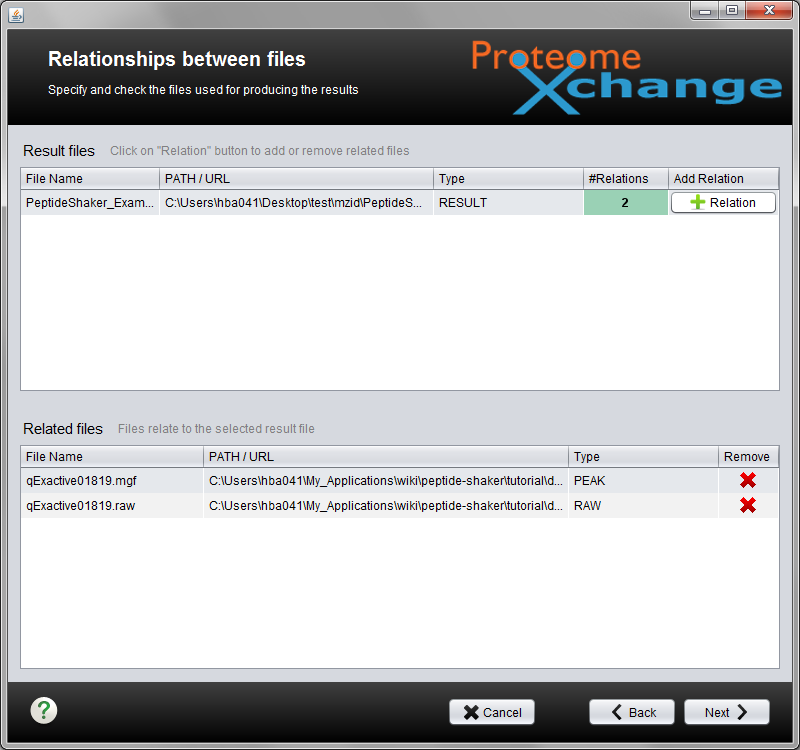 Relationships between files
Specify and check the files used for producing the results
Proteome
Xchange
Result files Click on "Relation" button to add or remove related files
File Name PATH / URL Type #Relations Add Relation
PeptideShaker_Exam... C:\Users\hba041\Desktop\test\mzid\PeptideS... RESULT 2 Relation
Related files Files relate to the selected result file
File Name PATH / URL Type Remove
qExactive01819.mgf C:\Users\hba041\My_Applications\wiki\peptide-shaker\tutorial\d... PEAK
qExactive01819.raw C:\Users\hba041\My_Applications\wiki\peptide-shaker\tutorial\d... RAW
? Cancel Back Next